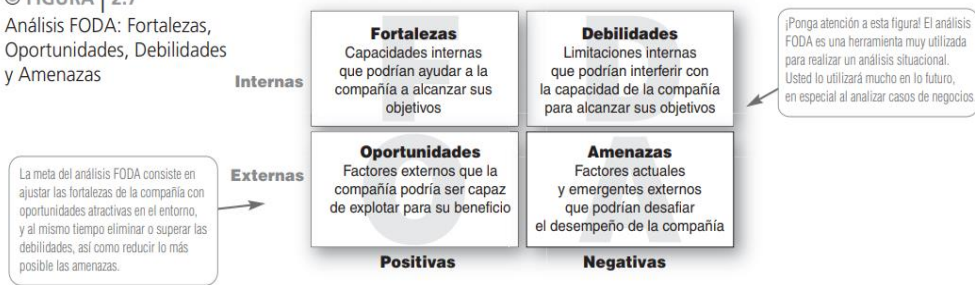 FIGURA | 2.7
Análisis FODA: Fortalezas,
Oportunidades, Debilidades
y Amenazas
Internas
Fortalezas
Capacidades internas
que podrían ayudar a la
compañía a alcanzar sus
objetivos
Debilidades
Limitaciones internas
que podrían interferir con
la capacidad de la compañía
para alcanzar sus objetivos
¡Ponga atención a esta figura! El análisis
FODA es una herramienta muy utilizada
para realizar un análisis situacional.
Usted lo utilizará mucho en lo futuro,
en especial al analizar casos de negocios
La meta del análisis FODA consiste en
ajustar las fortalezas de la compañía con
oportunidades atractivas en el entorno,
y al mismo tiempo eliminar o superar las
debilidades, así como reducir lo más
posible las amenazas.
Externas
Oportunidades
Factores externos que la
compañía podría ser capaz
de explotar para su beneficio
Amenazas
Factores actuales
y emergentes externos
que podrían desafiar
el desempeño de la compañía
Positivas
Negativas
F
D
O
A